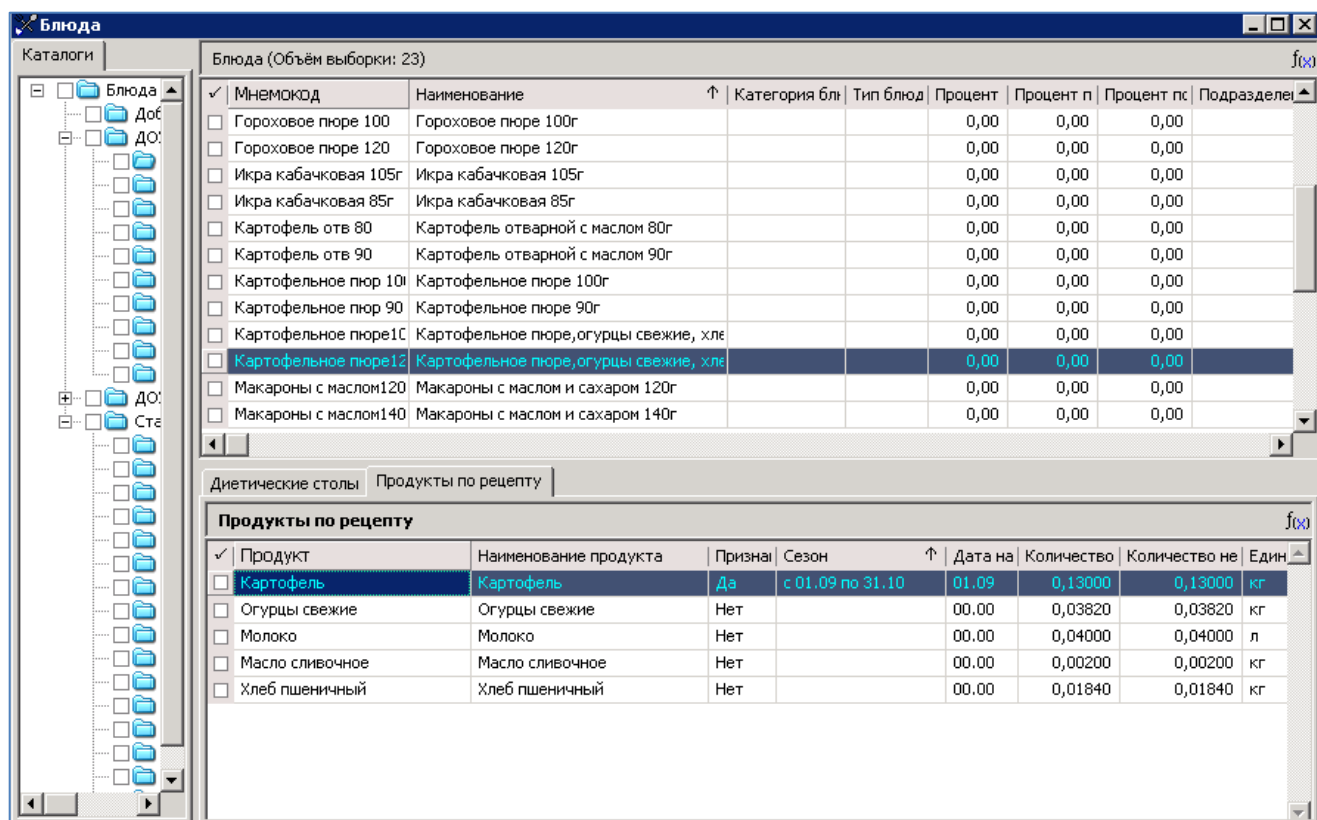 Блюда
Каталоги
Блюда
Доб
ДО
ДО
Ста
Блюда (Объём выборки: 23) f(x)
✓ Мнемокод Наименование ↑ Категория блю Тип блюд Процент Процент п Процент по Подразделен
Гороховое пюре 100 Гороховое пюре 100г 0,00 0,00 0,00
Гороховое пюре 120 Гороховое пюре 120г 0,00 0,00 0,00
Икра кабачковая 105г Икра кабачковая 105г 0,00 0,00 0,00
Икра кабачковая 85г Икра кабачковая 85г 0,00 0,00 0,00
Картофель отв 80 Картофель отварной с маслом 80г 0,00 0,00 0,00
Картофель отв 90 Картофель отварной с маслом 90г 0,00 0,00 0,00
Картофельное пюр 10 Картофельное пюре 100г 0,00 0,00 0,00
Картофельное пюр 90 Картофельное пюре 90г 0,00 0,00 0,00
Картофельное пюре1 Картофельное пюре,огурцы свежие, хле 0,00 0,00 0,00
Картофельное пюре12 Картофельное пюре,огурцы свежие, хле 0,00 0,00 0,00
Макароны с маслом120 Макароны с маслом и сахаром 120г 0,00 0,00 0,00
Макароны с маслом140 Макароны с маслом и сахаром 140г 0,00 0,00 0,00
Диетические столы Продукты по рецепту
Продукты по рецепту f(x)
✓ Продукт Наименование продукта Признак Сезон ↑ Дата на Количество Количество не Един
Картофель Картофель Да с 01.09 по 31.10 01.09 0,13000 0,13000 кг
Огурцы свежие Огурцы свежие Нет 00.00 0,03820 0,03820 кг
Молоко Молоко Нет 00.00 0,04000 0,04000 л
Масло сливочное Масло сливочное Нет 00.00 0,00200 0,00200 кг
Хлеб пшеничный Хлеб пшеничный Нет 00.00 0,01840 0,01840 кг